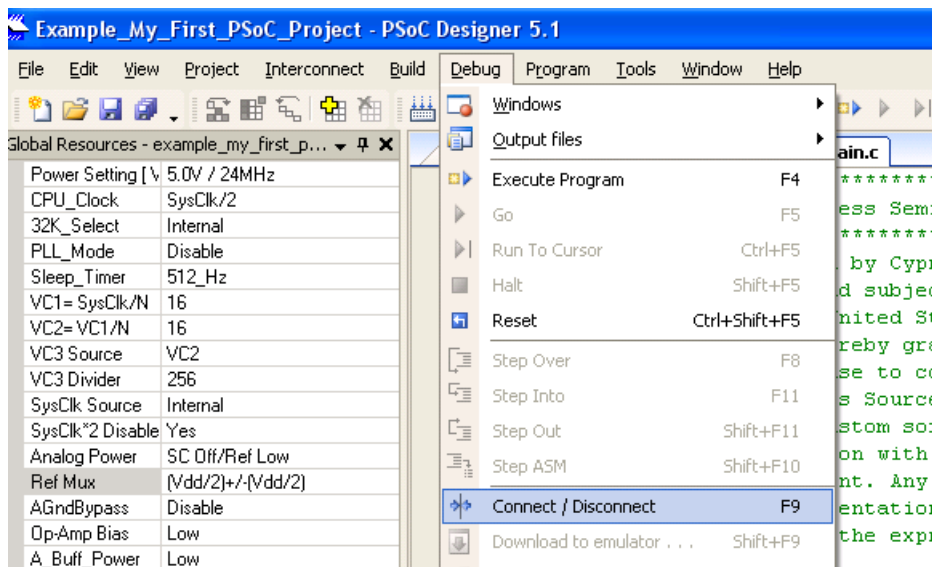 Example_My_First_PSoC_Project - PSoC Designer 5.1
File Edit View Project Interconnect Build Debug Program Tools Window Help
Global Resources - example_my_first_p...
Power Setting [ V 5.0V / 24MHz
CPU_Clock SysClk/2
32K_Select Internal
PLL_Mode Disable
Sleep_Timer 512_Hz
VC1= SysClk/N 16
VC2= VC1/N 16
VC3 Source VC2
VC3 Divider 256
SysClk Source Internal
SysClk*2 Disable Yes
Analog Power SC Off/Ref Low
Ref Mux (Vdd/2)+/-(Vdd/2)
AGndBypass Disable
Op-Amp Bias Low
A_Buff_Power Low
Windows
Output files
Execute Program F4
Go F5
Run To Cursor Ctrl+F5
Halt Shift+F5
Reset Ctrl+Shift+F5
Step Over F8
Step Into F11
Step Out Shift+F11
Step ASM Shift+F10
Connect / Disconnect F9
Download to emulator . . . Shift+F9
ain.c
*******
ess Semi
*******
by Cypr
d subjec
nited St
reby gra
se to co
s Source
stom sof
on with
nt. Any
entation
the expr